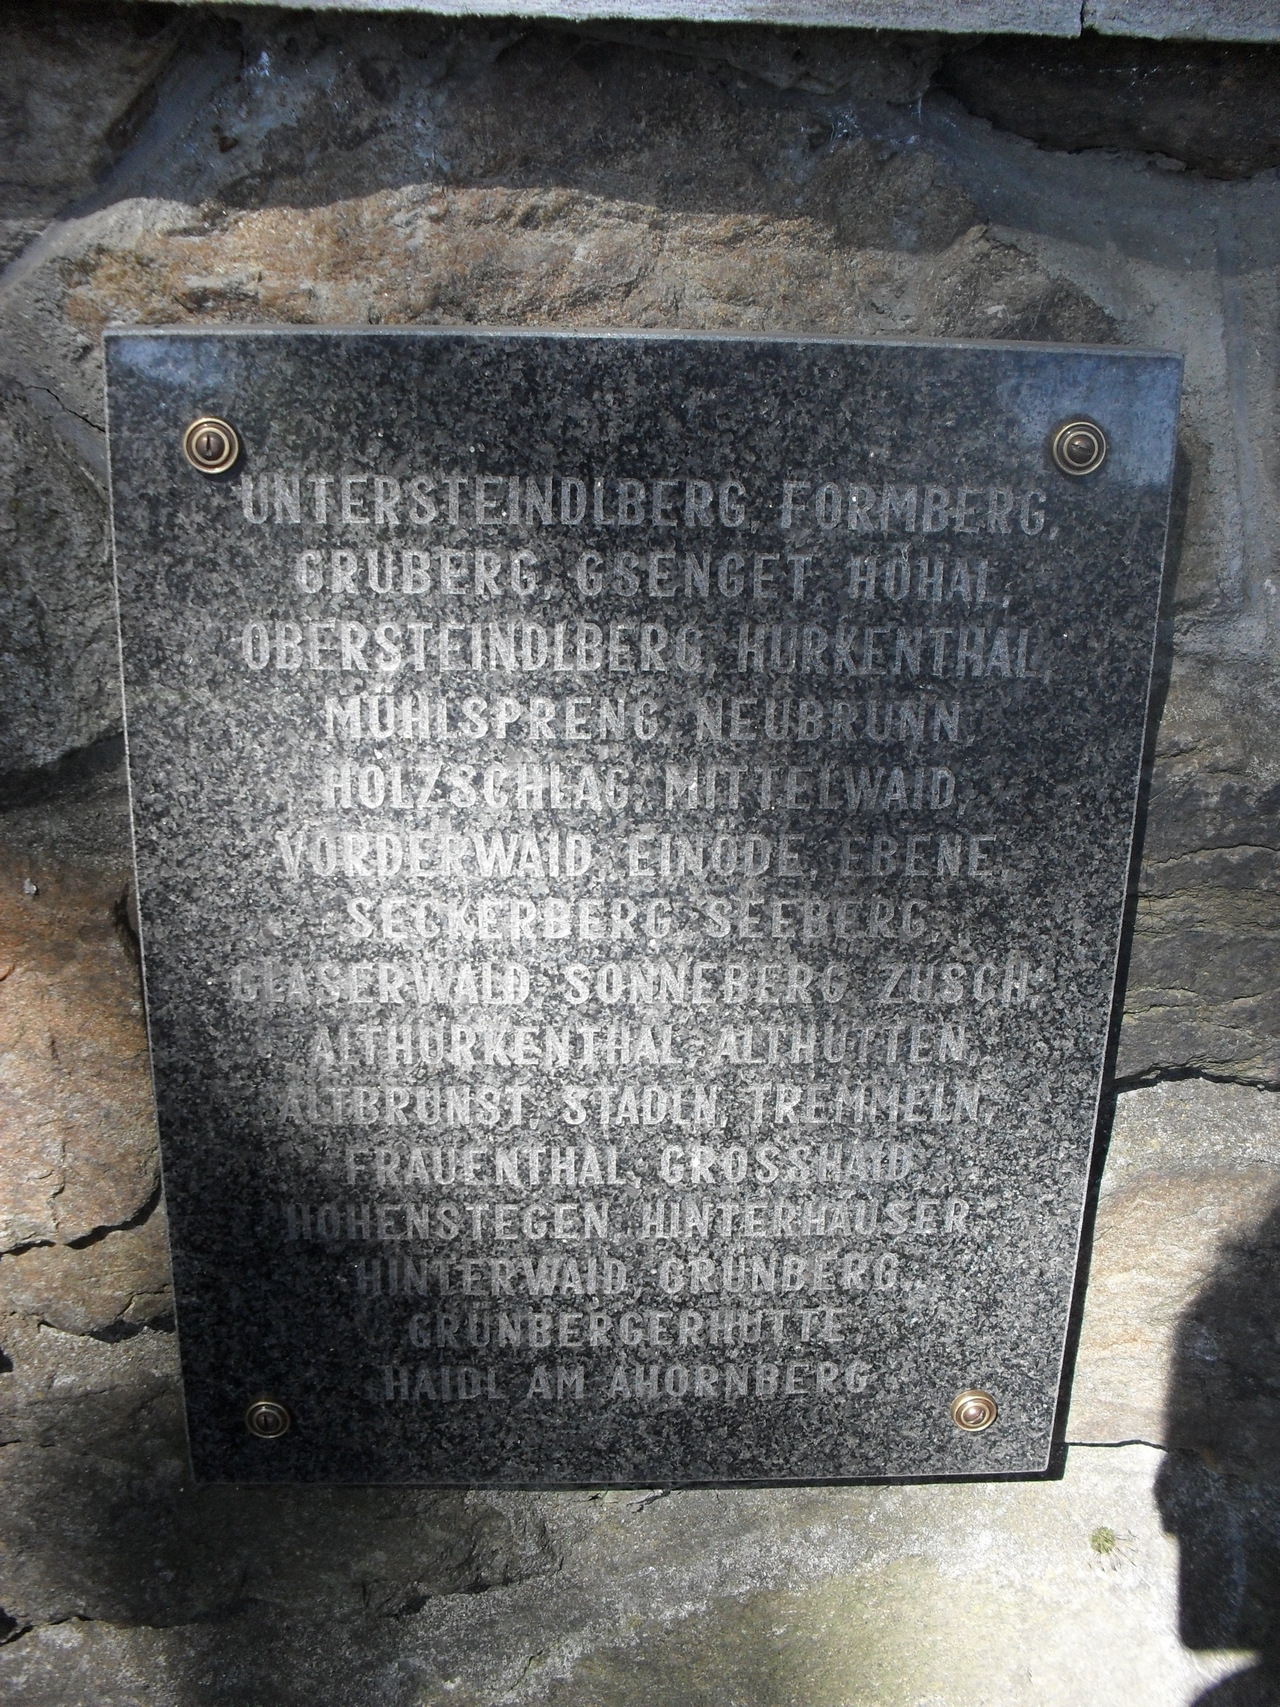 UNTERSTEINDLBERG, FORMBERG,
GRUBERG, GSENGET, HÖHAL,
OBERSTEINDLBERG, HURKENTHAL,
MÜHLSPRENG, NEUBRUNN,
HOLZSCHLAG, MITTELWAID,
VORDERWAID, EINÖDE, EBENE,
SECKERBERG, SEEBERG,
GLASERWALD, SONNEBERG, ZUSCH,
ALTHURKENTHAL, ALTHÜTTEN,
ALTBRUNST, STADLN, TREMMELN,
FRAUENTHAL, GROSSHAID,
HOHENSTEGEN, HINTERHÄUSER,
HINTERWAID, GRÜNBERG,
GRÜNBERGERHÜTTE,
HAIDL AM AHORNBERG